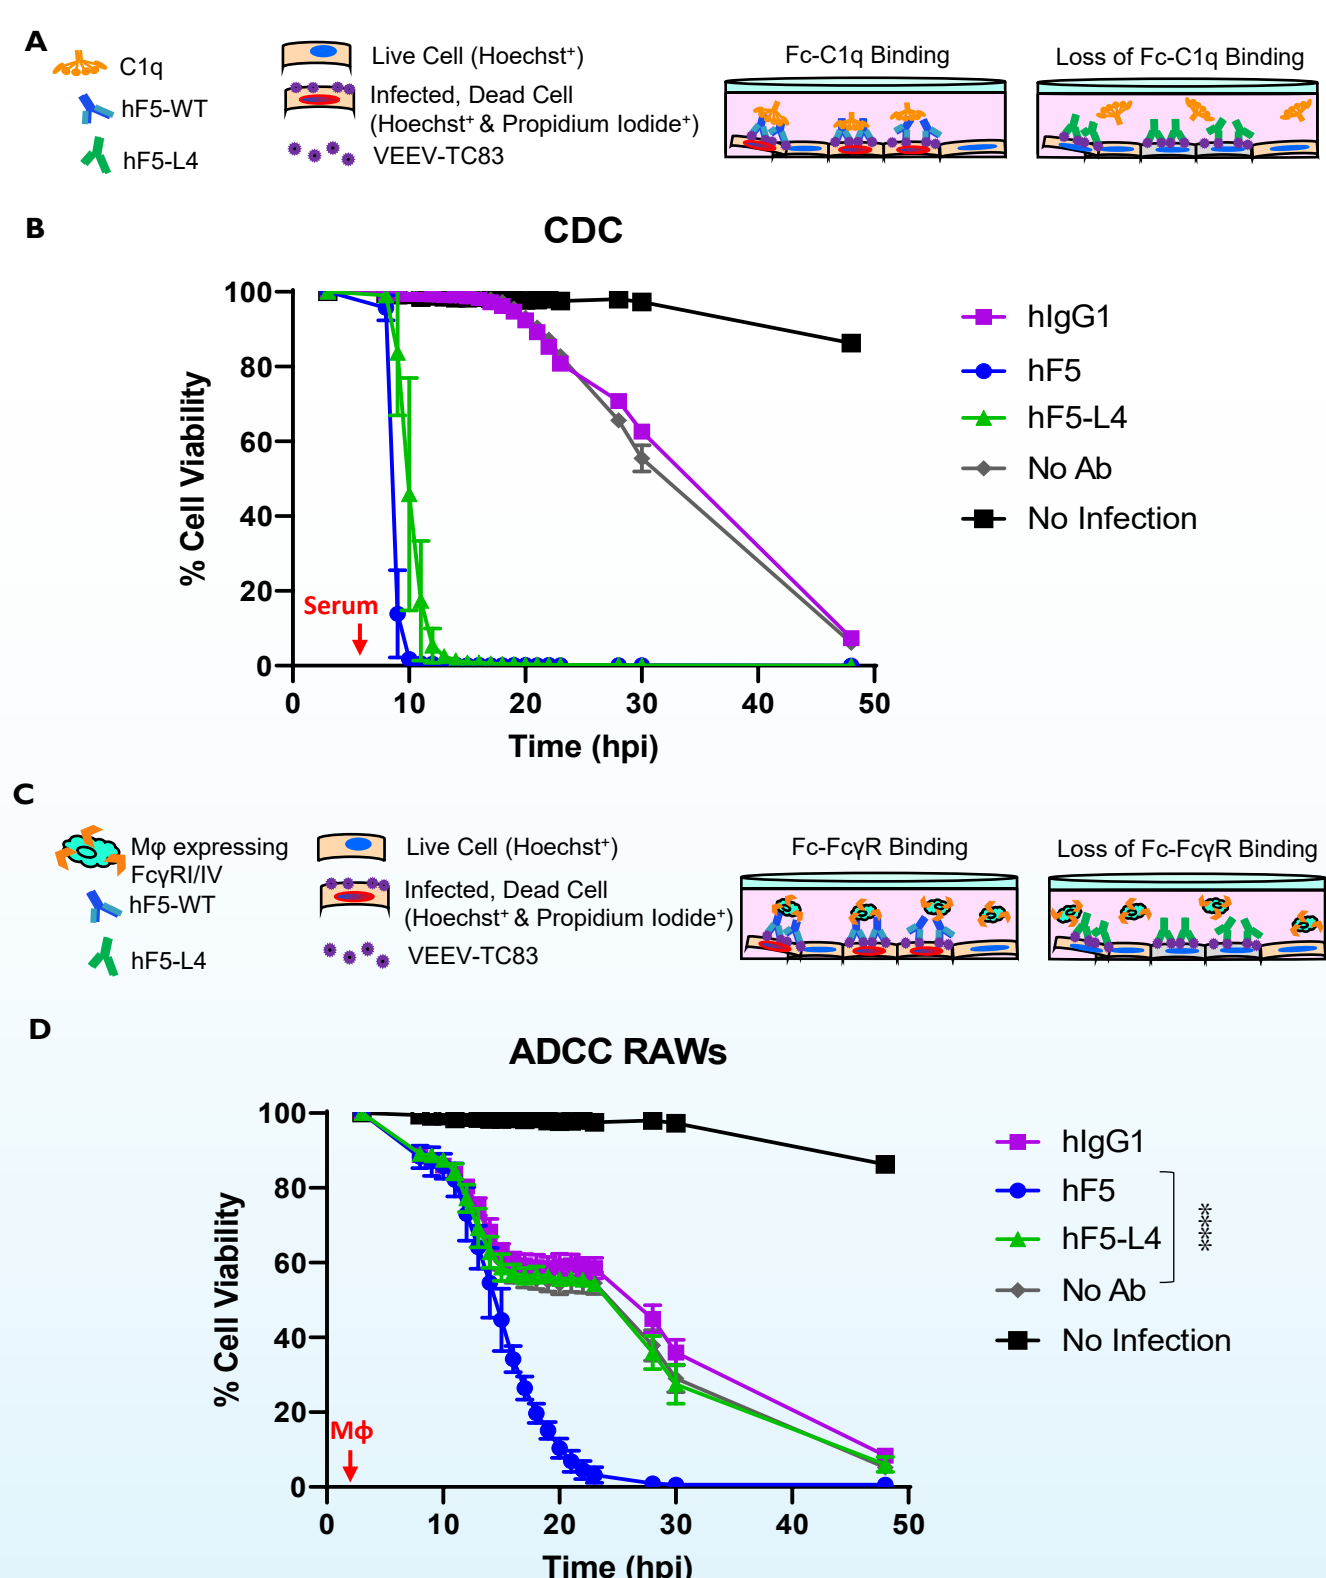 A
C1q
hF5-WT
hF5-L4
Live Cell (Hoechst⁺)
Infected, Dead Cell
(Hoechst⁺ & Propidium Iodide⁺)
VEEV-TC83
Fc-C1q Binding
Loss of Fc-C1q Binding
B
CDC
% Cell Viability
100
80
60
40
20
0
Serum
0 10 20 30 40 50
Time (hpi)
hIgG1
hF5
hF5-L4
No Ab
No Infection
C
Mφ expressing
FcγRI/IV
hF5-WT
hF5-L4
Live Cell (Hoechst⁺)
Infected, Dead Cell
(Hoechst⁺ & Propidium Iodide⁺)
VEEV-TC83
Fc-FcγR Binding
Loss of Fc-FcγR Binding
D
ADCC RAWs
% Cell Viability
100
80
60
40
20
0
Mϕ
0 10 20 30 40 50
Time (hpi)
hIgG1
hF5
hF5-L4
No Ab
No Infection
****